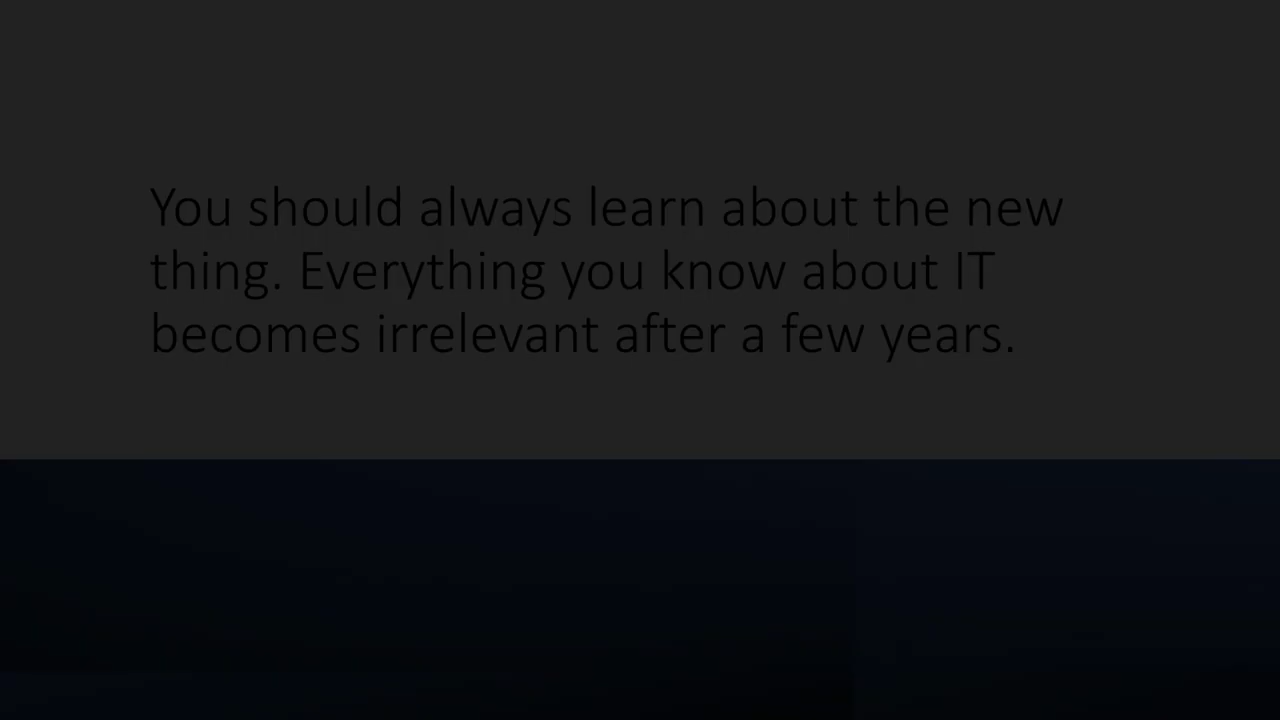 You should always learn about the new
thing. Everything you know about IT
becomes irrelevant after a few years.